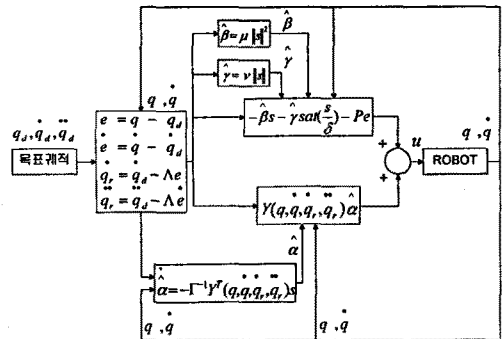 β̂
β̂̇=μ|s|²
γ̂
γ̂̇=ν|s|
q , q̇
-β̂s-γ̂sat(s/δ)-Pe
e = q - q_d
ė = q̇ - q̇_d
q̇_r = q̇_d - Λe
q̈_r = q̈_d - Λė
q_d, q̇_d, q̈_d
목표궤적
+
+
u
ROBOT
q , q̇
Y(q,q̇,q̇_r,q̈_r)α̂
α̂
α̂̇=-Γ⁻¹Yᵀ(q,q̇,q̇_r,q̈_r)s
q , q̇
q , q̇